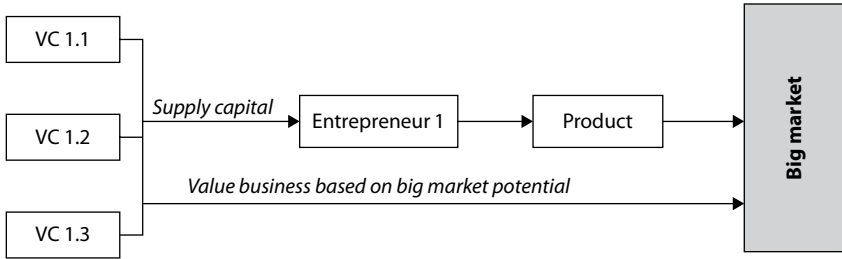 VC 1.1
Supply capital
Entrepreneur 1
Product
VC 1.2
Value business based on big market potential
VC 1.3
Big market